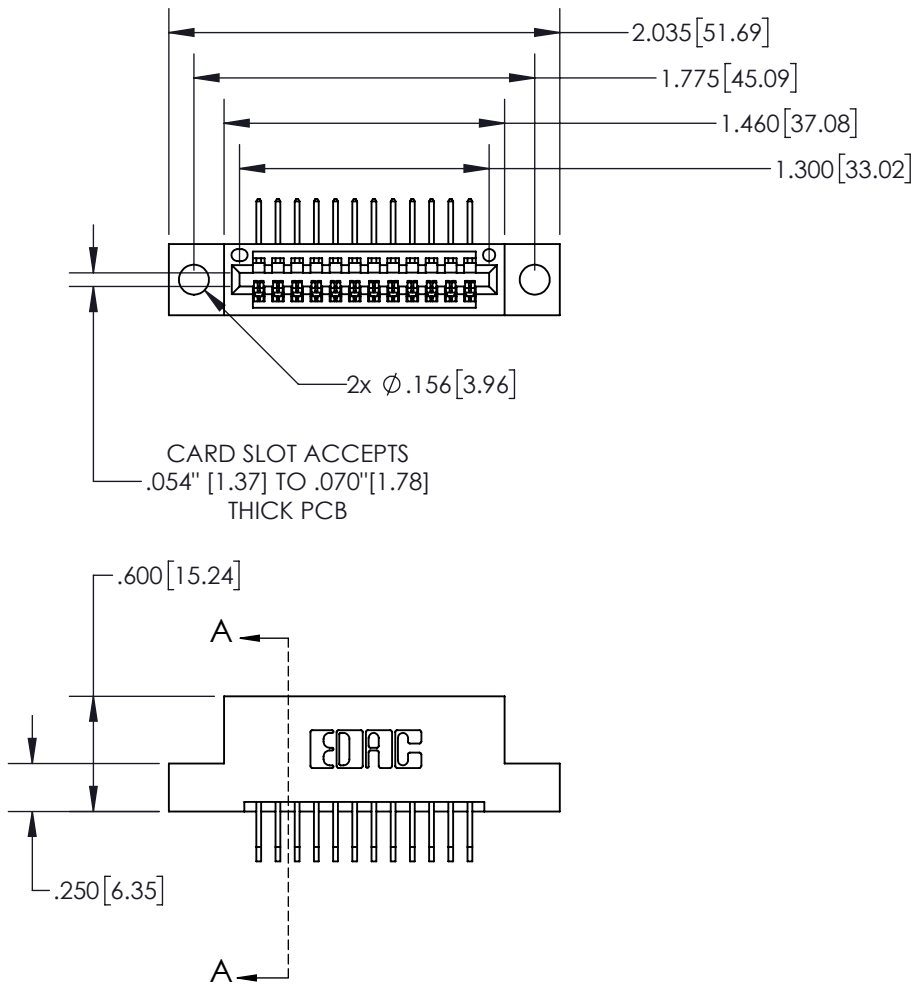 2.035[51.69]
1.775[45.09]
1.460[37.08]
1.300[33.02]
2x Ø.156[3.96]
CARD SLOT ACCEPTS
.054" [1.37] TO .070"[1.78]
THICK PCB
.600[15.24]
A
EDAC
.250[6.35]
A